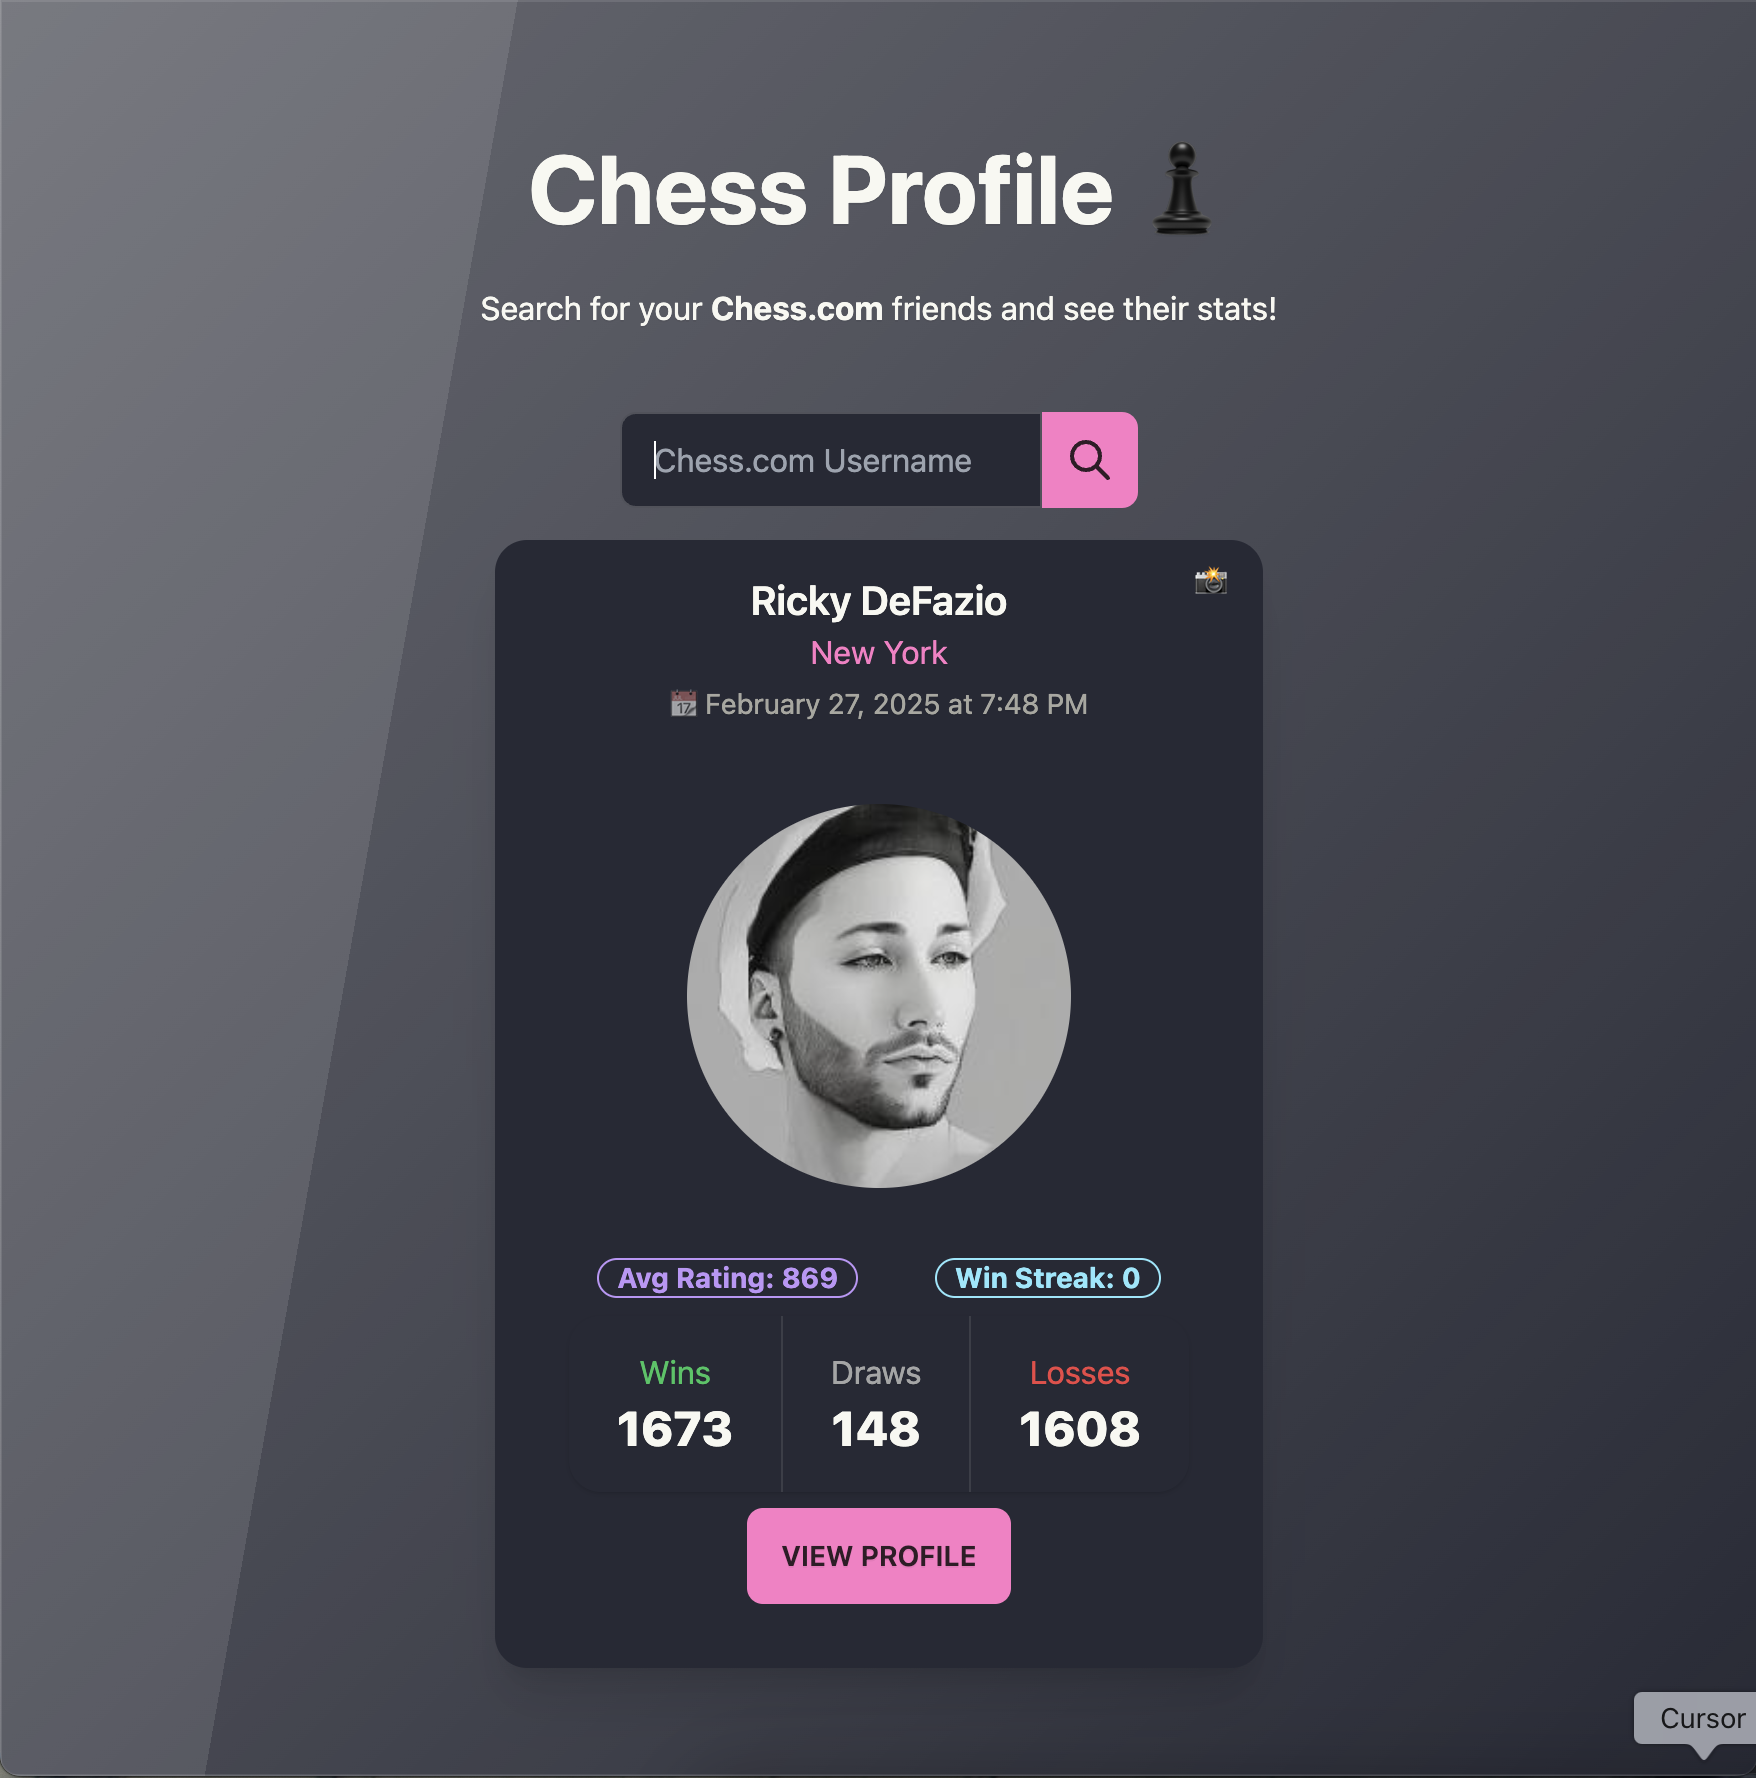 Chess Profile
Search for your Chess.com friends and see their stats!
Chess.com Username
Ricky DeFazio
New York
17 February 27, 2025 at 7:48 PM
Avg Rating: 869 Win Streak: 0
Wins Draws Losses
1673 148 1608
VIEW PROFILE
Cursor